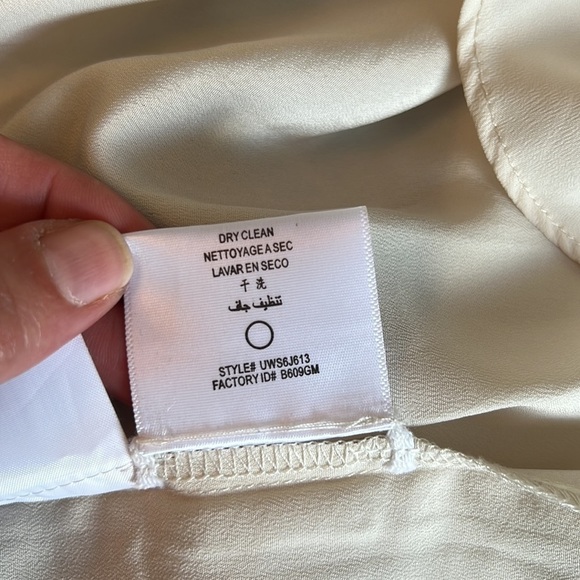 DRY CLEAN
NETTOYAGE A SEC
LAVAR EN SECO
干洗
تنظيف جاف
STYLE# UWS6J613
FACTORY ID# B609GM